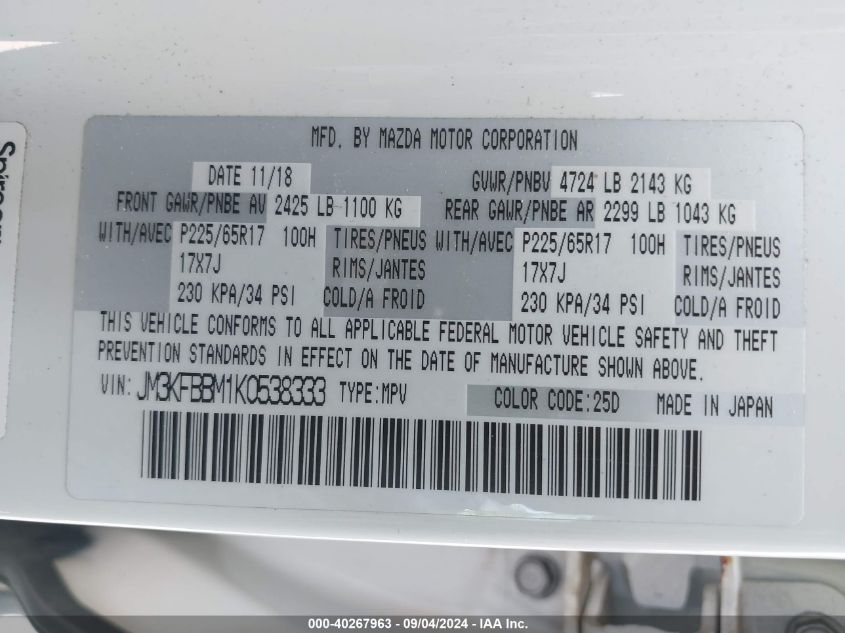 MFD. BY MAZDA MOTOR CORPORATION
DATE 11/18 GVWR/PNBV 4724 LB 2143 KG
FRONT GAWR/PNBE AV 2425 LB 1100 KG REAR GAWR/PNBE AR 2299 LB 1043 KG
WITH/AVEC P225/65R17 100H TIRES/PNEUS WITH/AVEC P225/65R17 100H TIRES/PNEUS
17X7J RIMS/JANTES 17X7J RIMS/JANTES
230 KPA/34 PSI COLD/A FROID 230 KPA/34 PSI COLD/A FROID
THIS VEHICLE CONFORMS TO ALL APPLICABLE FEDERAL MOTOR VEHICLE SAFETY AND THEFT
PREVENTION STANDARDS IN EFFECT ON THE DATE OF MANUFACTURE SHOWN ABOVE.
VIN: JM3KFBBM1K0538333 TYPE:MPV COLOR CODE:25D MADE IN JAPAN
000-40267963 - 09/04/2024 - IAA Inc.